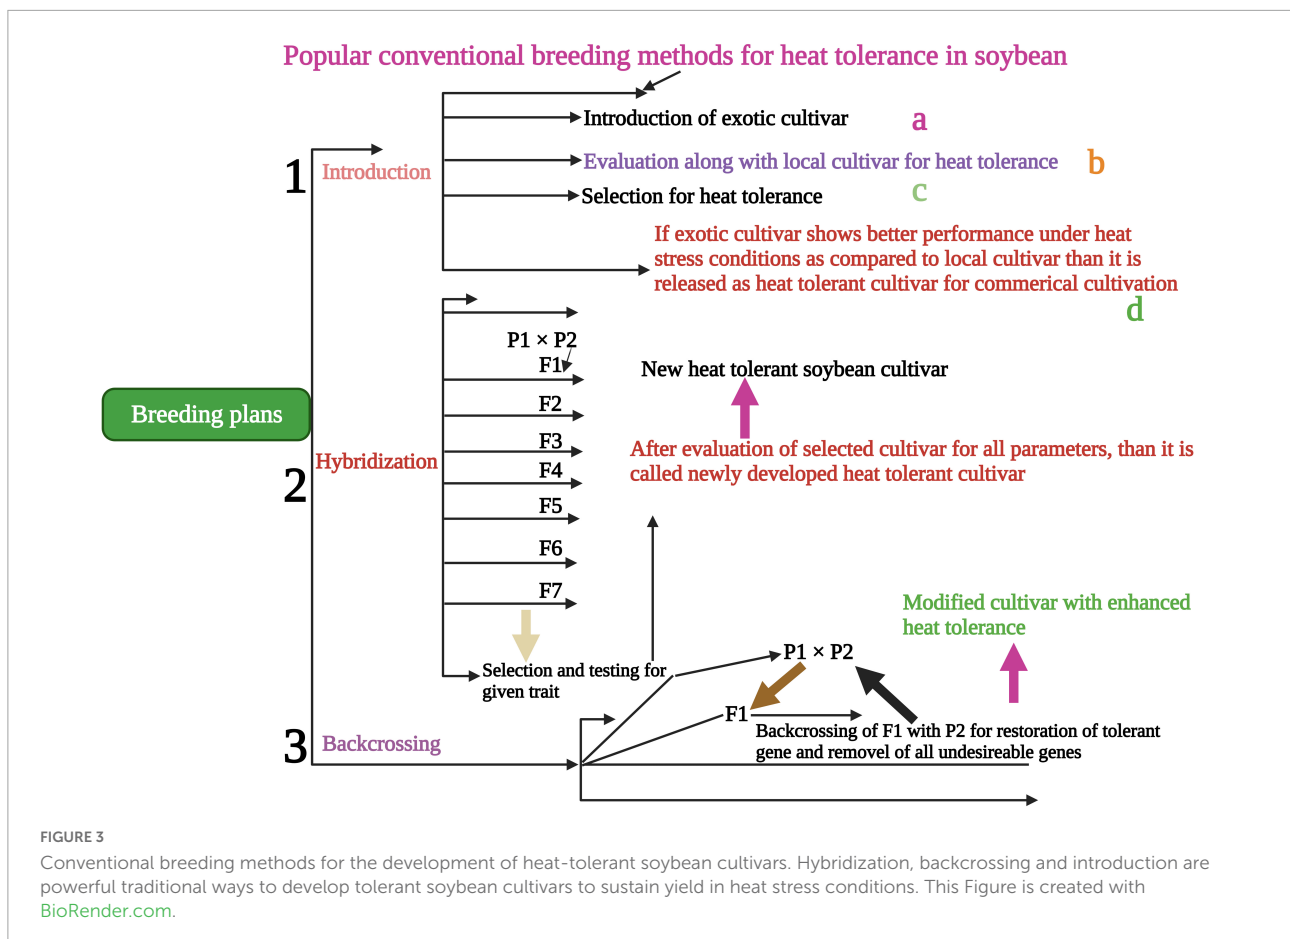 Popular conventional breeding methods for heat tolerance in soybean
Introduction of exotic cultivar a
1
Introduction
Evaluation along with local cultivar for heat tolerance b
Selection for heat tolerance c
If exotic cultivar shows better performance under heat
stress conditions as compared to local cultivar than it is
released as heat tolerant cultivar for commerical cultivation
d
Breeding plans
2
Hybridization
P1 × P2
F1
F2
F3
F4
F5
F6
F7
Selection and testing for
given trait
New heat tolerant soybean cultivar
After evaluation of selected cultivar for all parameters, than it is
called newly developed heat tolerant cultivar
3
Backcrossing
P1 × P2
F1
Backcrossing of F1 with P2 for restoration of tolerant
gene and removel of all undesireable genes
Modified cultivar with enhanced
heat tolerance
FIGURE 3
Conventional breeding methods for the development of heat-tolerant soybean cultivars. Hybridization, backcrossing and introduction are
powerful traditional ways to develop tolerant soybean cultivars to sustain yield in heat stress conditions. This Figure is created with
BioRender.com.